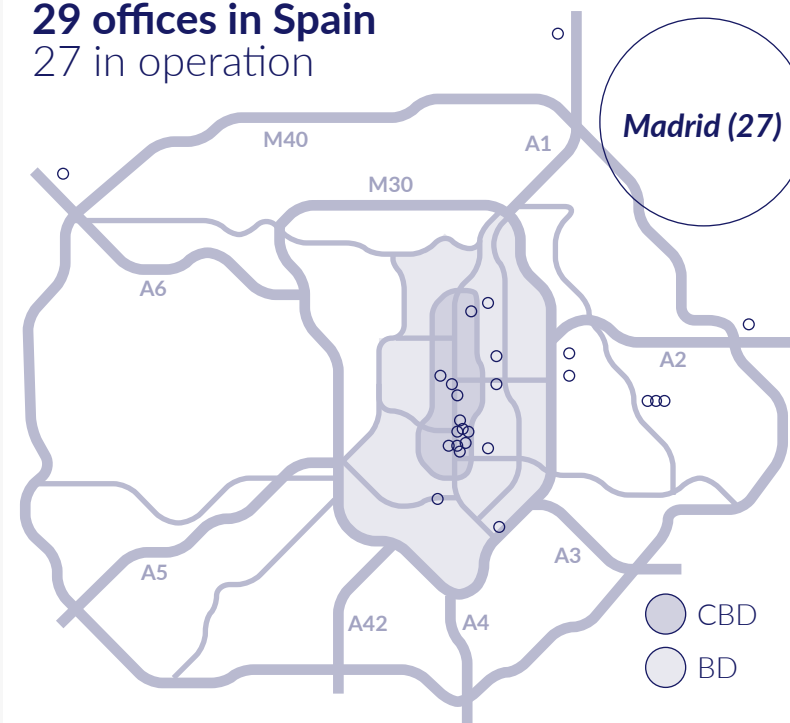 29 offices in Spain
27 in operation
Madrid (27)
M40
A1
M30
A6
A2
A3
A5
A42
A4
CBD
BD